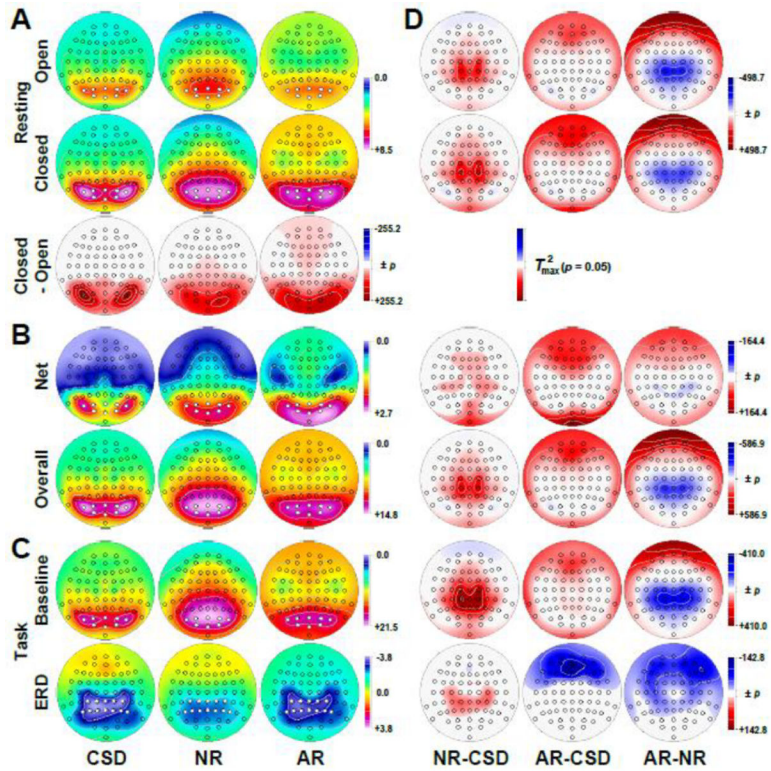 A
D
Resting
Open
0.0
+8.5
-498.7
± p
+498.7
Closed
Closed
- Open
-255.2
± p
+255.2
T²max (p = 0.05)
B
Net
0.0
+2.7
-164.4
± p
+164.4
Overall
0.0
+14.8
-586.9
± p
+586.9
C
Task
Baseline
0.0
+21.5
-410.0
± p
+410.0
ERD
-3.8
0.0
+3.8
-142.8
± p
+142.8
CSD NR AR NR-CSD AR-CSD AR-NR